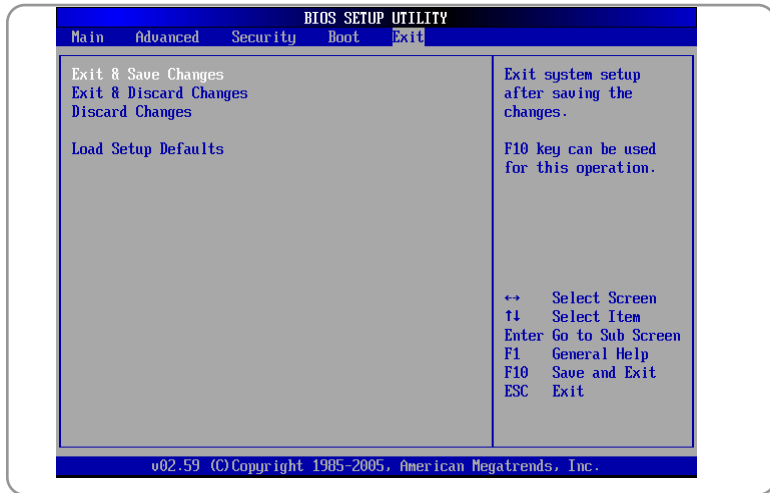 BIOS SETUP UTILITY
Main Advanced Security Boot Exit
Exit & Save Changes
Exit & Discard Changes
Discard Changes
Load Setup Defaults
Exit system setup
after saving the
changes.
F10 key can be used
for this operation.
↔ Select Screen
↑↓ Select Item
Enter Go to Sub Screen
F1 General Help
F10 Save and Exit
ESC Exit
v02.59 (C)Copyright 1985-2005, American Megatrends, Inc.